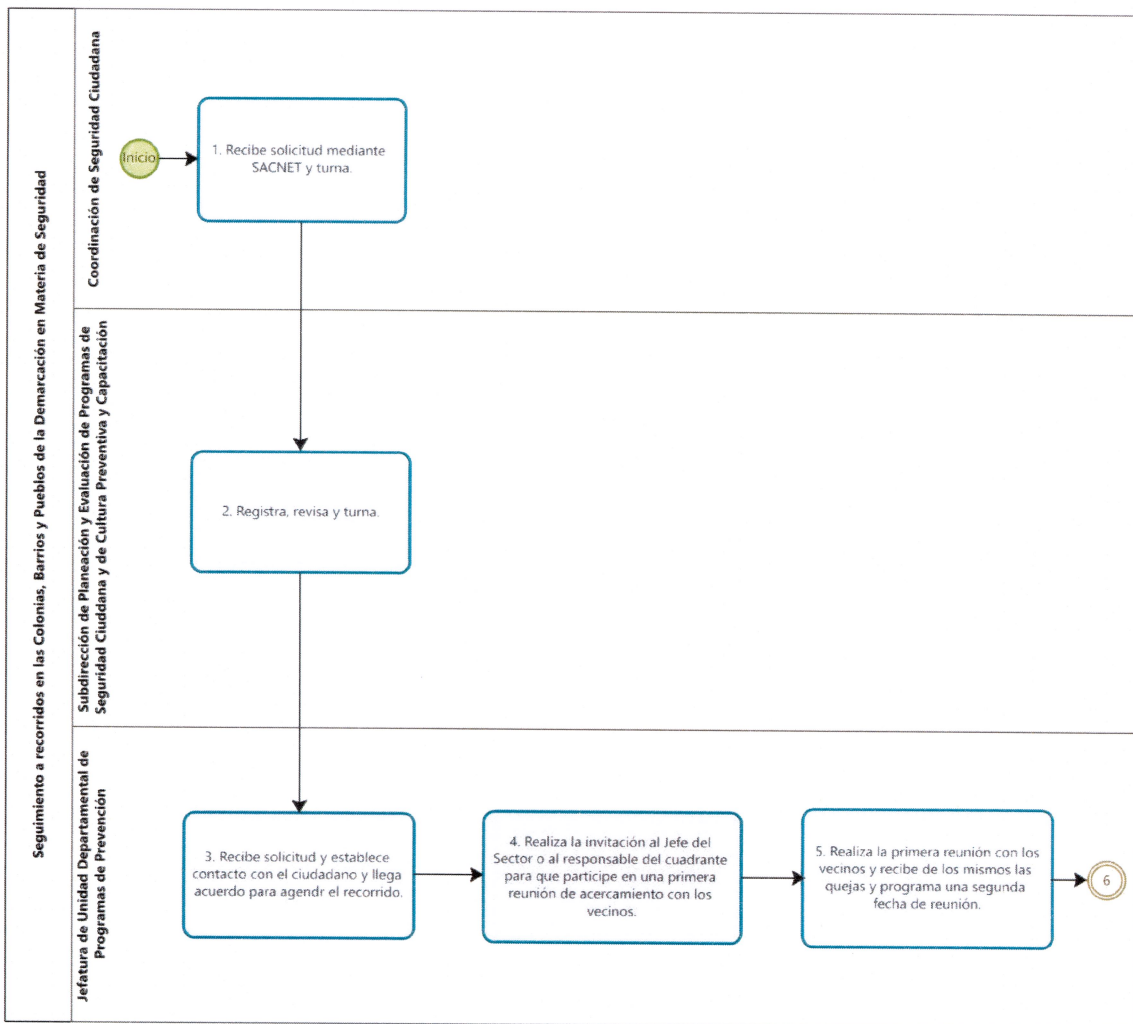 Seguimiento a recorridos en las Colonias, Barrios y Pueblos de la Demarcación en Materia de Seguridad
Coordinación de Seguridad Ciudadana
Inicio
1. Recibe solicitud mediante
SACNET y turna.
Subdirección de Planeación y Evaluación de Programas de
Seguridad Ciuddana y de Cultura Preventiva y Capacitación
2. Registra, revisa y turna.
Jefatura de Unidad Departamental de
Programas de Prevención
3. Recibe solicitud y establece
contacto con el ciudadano y llega
acuerdo para agendr el recorrido.
4. Realiza la invitación al Jefe del
Sector o al responsable del cuadrante
para que participe en una primera
reunión de acercamiento con los
vecinos.
5. Realiza la primera reunión con los
vecinos y recibe de los mismos las
quejas y programa una segunda
fecha de reunión.
6